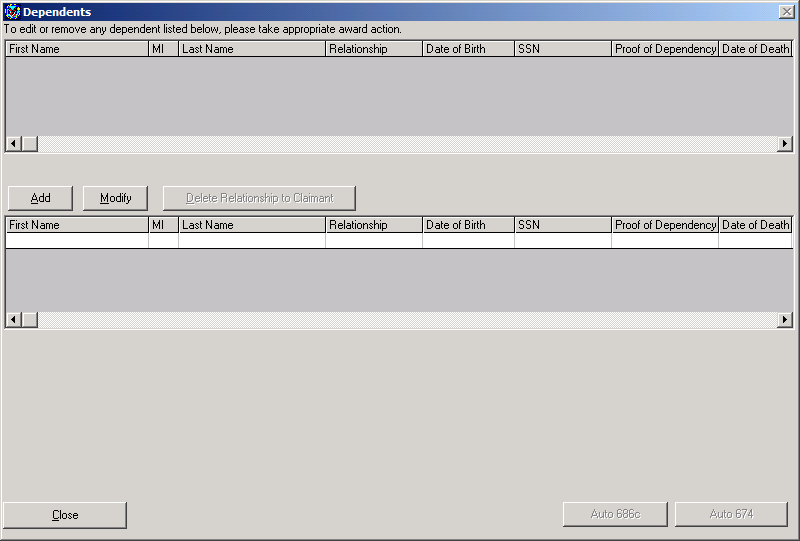 Dependents
To edit or remove any dependent listed below, please take appropriate award action.
First Name MI Last Name Relationship Date of Birth SSN Proof of Dependency Date of Death
Add Modify Delete Relationship to Claimant
First Name MI Last Name Relationship Date of Birth SSN Proof of Dependency Date of Death
Close Auto 686c Auto 674